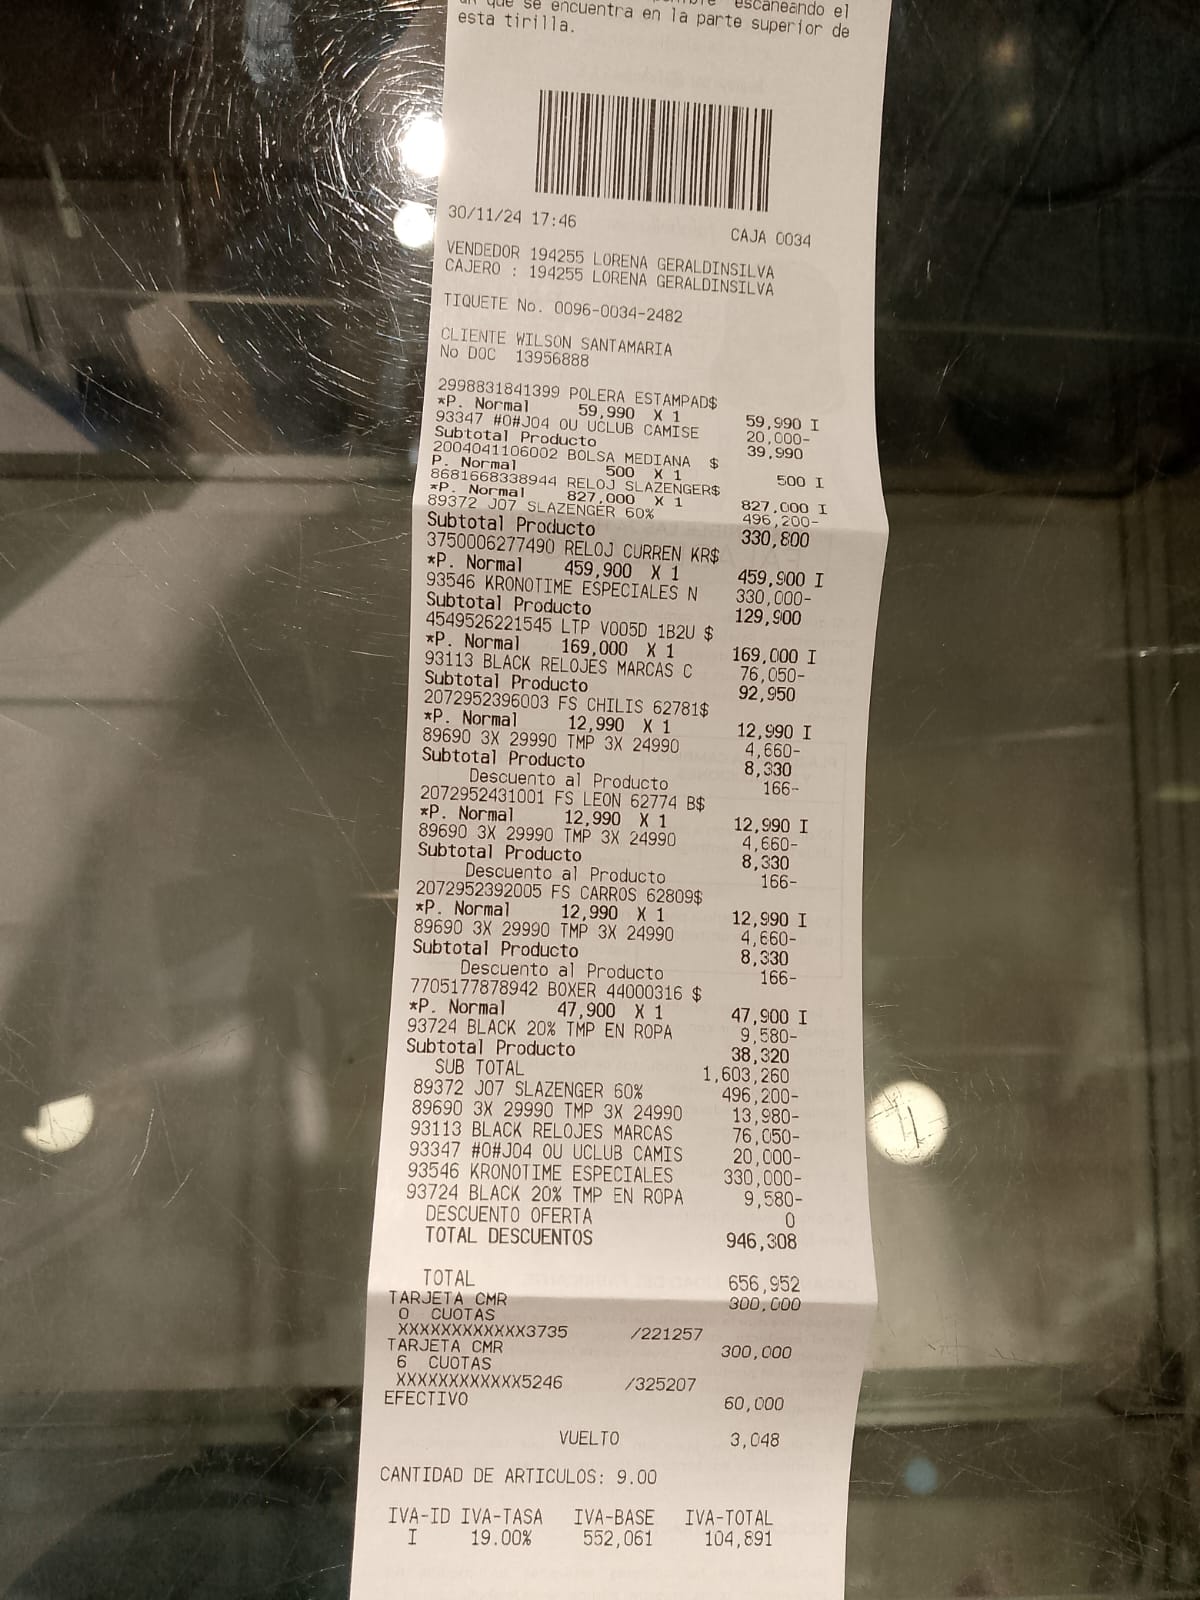 escaneando el
que se encuentra en la parte superior de
esta tirilla.
30/11/24 17:46 CAJA 0034
VENDEDOR 194255 LORENA GERALDINSILVA
CAJERO : 194255 LORENA GERALDINSILVA
TIQUETE No. 0096-0034-2482
CLIENTE WILSON SANTAMARIA
No DOC 13956888
2998831841399 POLERA ESTAMPAD$
*P. Normal 59,990 X 1 59,990 I
93347 #0#J04 OU UCLUB CAMISE 20,000-
Subtotal Producto 39,990
2004041106002 BOLSA MEDIANA $
P. Normal 500 X 1 500 I
8681668338944 RELOJ SLAZENGER$
*P. Normal 827,000 X 1 827,000 I
89372 J07 SLAZENGER 60% 496,200-
Subtotal Producto 330,800
3750006277490 RELOJ CURREN KR$
*P. Normal 459,900 X 1 459,900 I
93546 KRONOTIME ESPECIALES N 330,000-
Subtotal Producto 129,900
4549526221545 LTP V005D 1B2U $
*P. Normal 169,000 X 1 169,000 I
93113 BLACK RELOJES MARCAS C 76,050-
Subtotal Producto 92,950
2072952396003 FS CHILIS 62781$
*P. Normal 12,990 X 1 12,990 I
89690 3X 29990 TMP 3X 24990 4,660-
Subtotal Producto 8,330
Descuento al Producto 166-
2072952431001 FS LEON 62774 B$
*P. Normal 12,990 X 1 12,990 I
89690 3X 29990 TMP 3X 24990 4,660-
Subtotal Producto 8,330
Descuento al Producto 166-
2072952392005 FS CARROS 62809$
*P. Normal 12,990 X 1 12,990 I
89690 3X 29990 TMP 3X 24990 4,660-
Subtotal Producto 8,330
Descuento al Producto 166-
7705177878942 BOXER 44000316 $
*P. Normal 47,900 X 1 47,900 I
93724 BLACK 20% TMP EN ROPA 9,580-
Subtotal Producto 38,320
SUB TOTAL 1,603,260
89372 J07 SLAZENGER 60% 496,200-
89690 3X 29990 TMP 3X 24990 13,980-
93113 BLACK RELOJES MARCAS 76,050-
93347 #0#J04 OU UCLUB CAMIS 20,000-
93546 KRONOTIME ESPECIALES 330,000-
93724 BLACK 20% TMP EN ROPA 9,580-
DESCUENTO OFERTA 0
TOTAL DESCUENTOS 946,308
TOTAL 656,952
TARJETA CMR 300,000
0 CUOTAS
XXXXXXXXXXXX3735 /221257
TARJETA CMR 300,000
6 CUOTAS
XXXXXXXXXXXX5246 /325207
EFECTIVO 60,000
VUELTO 3,048
CANTIDAD DE ARTICULOS: 9.00
IVA-ID IVA-TASA IVA-BASE IVA-TOTAL
I 19.00% 552,061 104,891